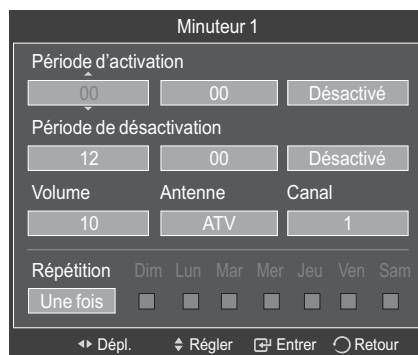 Minuteur 1
Période d'activation
00 00 Désactivé
Période de désactivation
12 00 Désactivé
Volume Antenne Canal
10 ATV 1
Répétition Dim Lun Mar Mer Jeu Ven Sam
Une fois
Dépl. Régler Entrer Retour